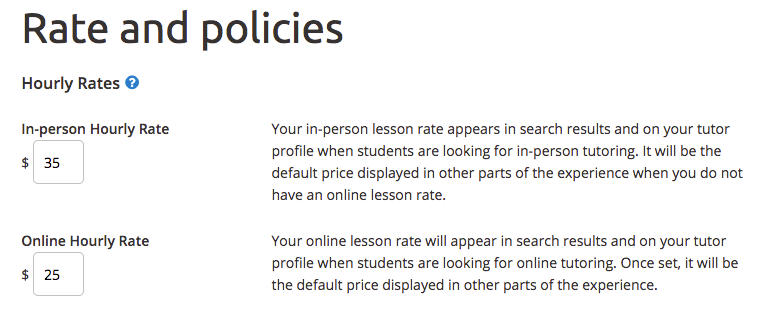 Rate and policies
Hourly Rates ?
In-person Hourly Rate
$ 35
Your in-person lesson rate appears in search results and on your tutor
profile when students are looking for in-person tutoring. It will be the
default price displayed in other parts of the experience when you do not
have an online lesson rate.
Online Hourly Rate
$ 25
Your online lesson rate will appear in search results and on your tutor
profile when students are looking for online tutoring. Once set, it will be
the default price displayed in other parts of the experience.